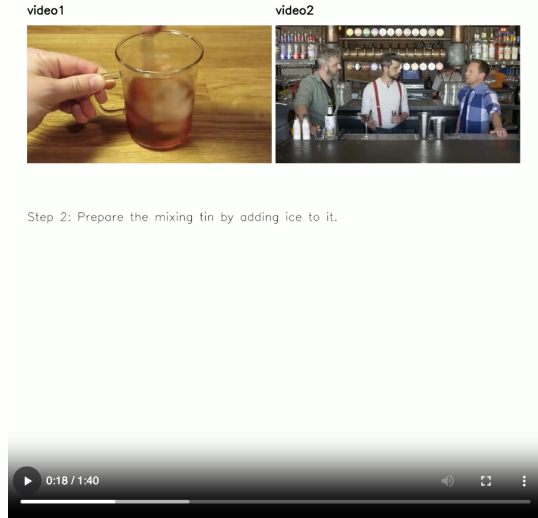 video1
video2
Step 2: Prepare the mixing tin by adding ice to it.
0:18 / 1:40